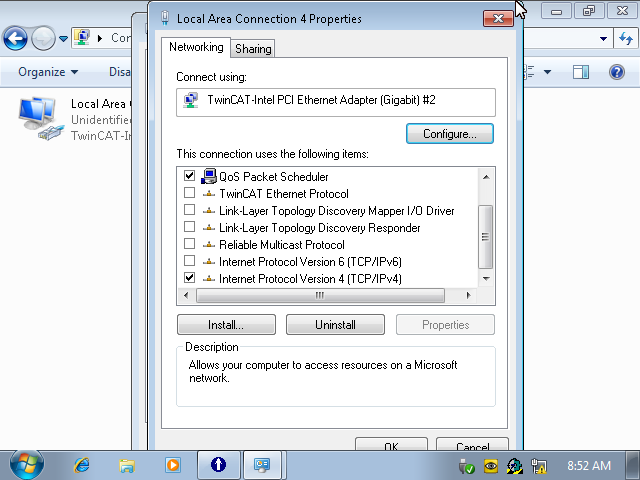 Local Area Connection 4 Properties
Networking
Sharing
Organize
Connect using:
Local Area C
TwinCAT-Intel PCI Ethernet Adapter (Gigabit) #2
Unidentified
TwinCAT-In
Configure...
This connection uses the following items:
QoS Packet Scheduler
TwinCAT Ethernet Protocol
Link-Layer Topology Discovery Mapper I/O Driver
Link-Layer Topology Discovery Responder
Reliable Multicast Protocol
Internet Protocol Version 6 (TCP/IPv6)
Internet Protocol Version 4 (TCP/IPv4)
Install...
Uninstall
Properties
Description
Allows your computer to access resources on a Microsoft
network.
OK
Cancel
8:52 AM